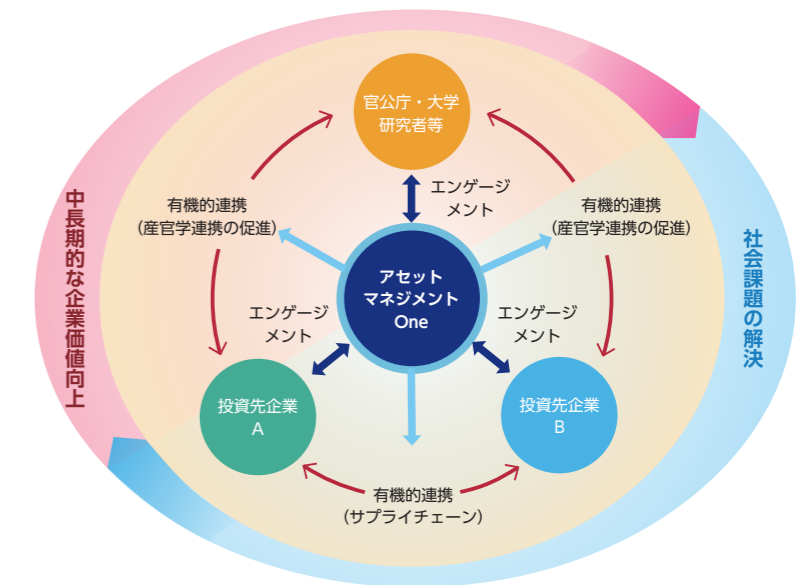 官公庁・大学
研究者等
エンゲージ
メント
有機的連携
（産官学連携の促進）
有機的連携
（産官学連携の促進）
中長期的な企業価値向上
社会課題の解決
アセット
マネジメント
One
エンゲージ
メント
エンゲージ
メント
投資先企業
A
投資先企業
B
有機的連携
（サプライチェーン）